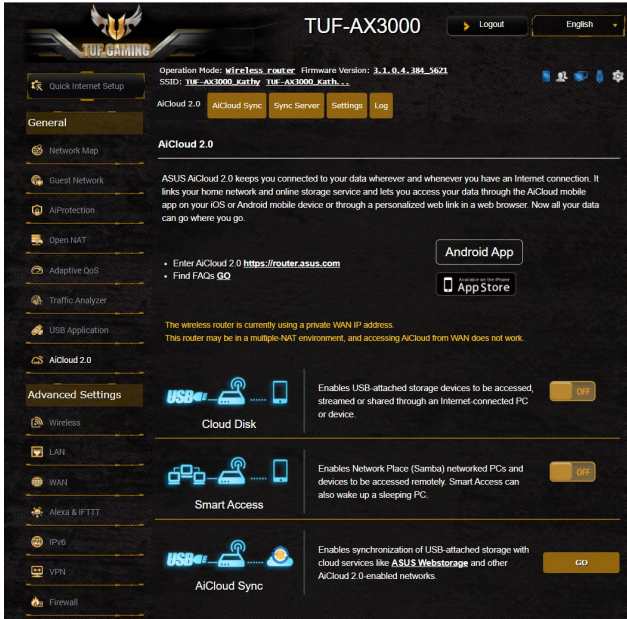 TUF GAMING
TUF-AX3000
Logout
English
Operation Mode: Wireless router Firmware Version: 3.1.0.4.384_5621
SSID: TUF-AX3000_Kathy TUF-AX3000_Kath...
AiCloud 2.0
AiCloud Sync
Sync Server
Settings
Log
Quick Internet Setup
General
Network Map
Guest Network
AiProtection
Open NAT
Adaptive QoS
Traffic Analyzer
USB Application
AiCloud 2.0
Advanced Settings
Wireless
LAN
WAN
Alexa & IFTTT
IPv6
VPN
Firewall
AiCloud 2.0
ASUS AiCloud 2.0 keeps you connected to your data wherever and whenever you have an Internet connection. It
links your home network and online storage service and lets you access your data through the AiCloud mobile
app on your iOS or Android mobile device or through a personalized web link in a web browser. Now all your data
can go where you go.
Enter AiCloud 2.0 https://router.asus.com
Find FAQs GO
Android App
Available on the iPhone
App Store
The wireless router is currently using a private WAN IP address.
This router may be in a multiple-NAT environment, and accessing AiCloud from WAN does not work.
USB
Cloud Disk
Enables USB-attached storage devices to be accessed,
streamed or shared through an Internet-connected PC
or device.
OFF
Smart Access
Enables Network Place (Samba) networked PCs and
devices to be accessed remotely. Smart Access can
also wake up a sleeping PC.
OFF
USB
AiCloud Sync
Enables synchronization of USB-attached storage with
cloud services like ASUS Webstorage and other
AiCloud 2.0-enabled networks.
GO